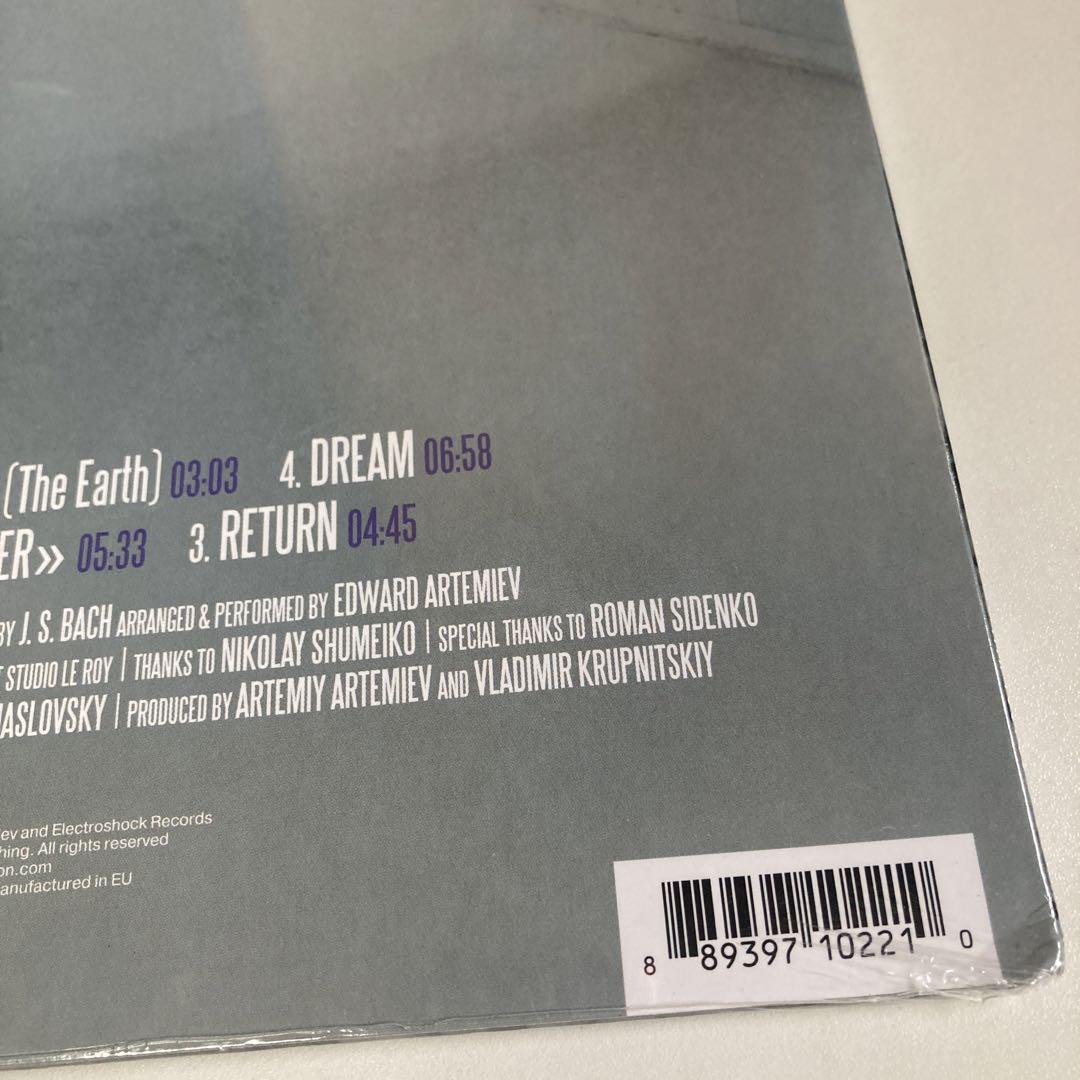 (The Earth) 03:03 4. DREAM 06:58
ER» 05:33 3. RETURN 04:45
BY J. S. BACH ARRANGED & PERFORMED BY EDWARD ARTEMIEV
T STUDIO LE ROY | THANKS TO NIKOLAY SHUMEIKO | SPECIAL THANKS TO ROMAN SIDENKO
ASLOVSKY | PRODUCED BY ARTEMIY ARTEMIEV AND VLADIMIR KRUPNITSKIY
iev and Electroshock Records
hing. All rights reserved
on.com
anufactured in EU
8 89397 10221 0